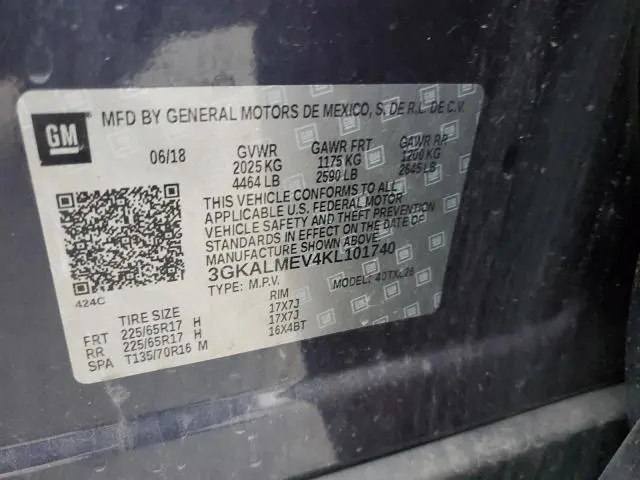 MFD BY GENERAL MOTORS DE MEXICO, S. DE R.L. DE C.V.
GM
06/18 GVWR GAWR FRT GAWR RR
2025 KG 1175 KG 1200 KG
4464 LB 2590 LB 2645 LB
THIS VEHICLE CONFORMS TO ALL
APPLICABLE U.S. FEDERAL MOTOR
VEHICLE SAFETY AND THEFT PREVENTION
STANDARDS IN EFFECT ON THE DATE OF
MANUFACTURE SHOWN ABOVE.
3GKALMEV4KL101740
TYPE: M.P.V. MODEL:
424C
TIRE SIZE RIM
FRT 225/65R17 H 17X7J
RR 225/65R17 H 17X7J
SPA T135/70R16 M 16X4BT